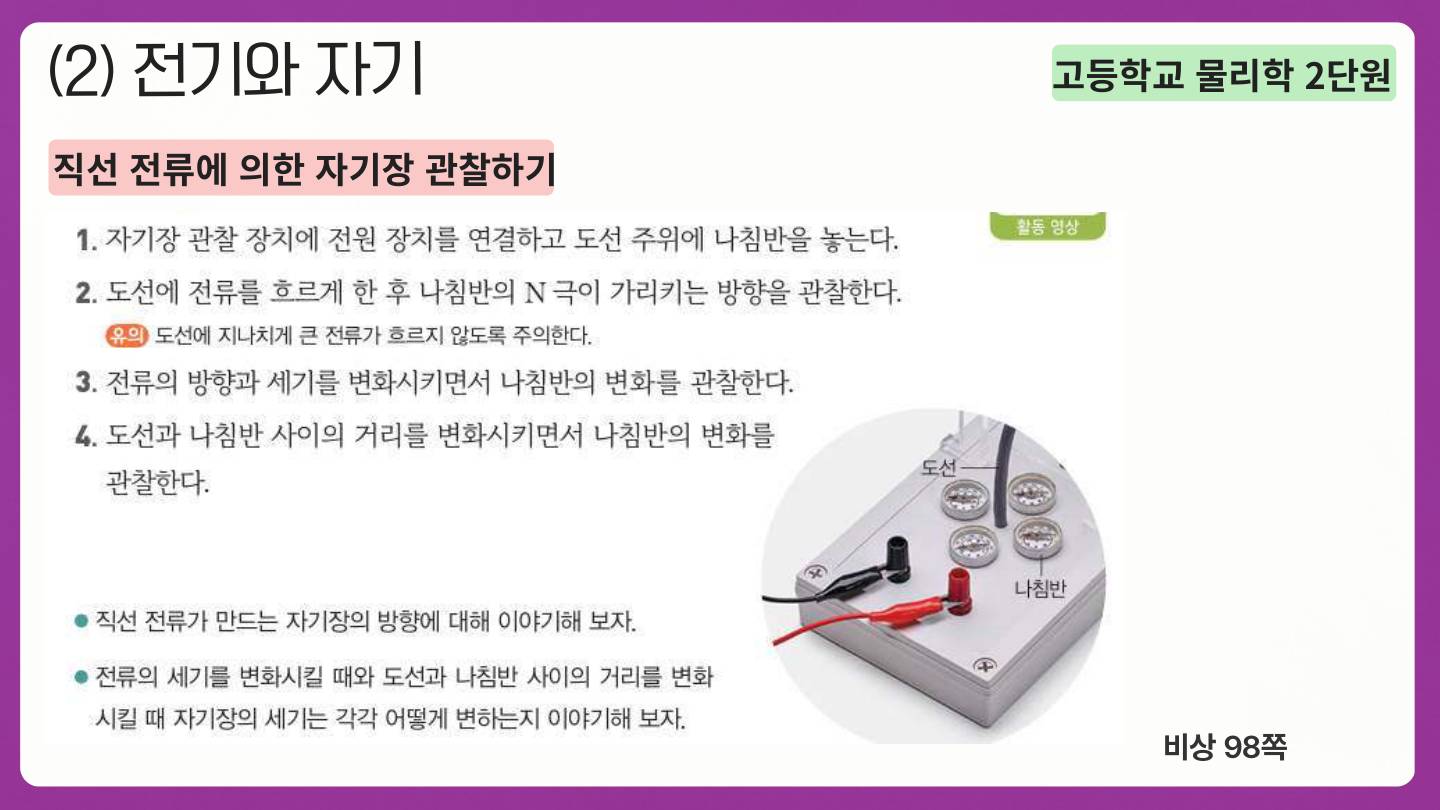 (2) 전기와 자기
고등학교 물리학 2단원
직선 전류에 의한 자기장 관찰하기
활동 영상
1. 자기장 관찰 장치에 전원 장치를 연결하고 도선 주위에 나침반을 놓는다.
2. 도선에 전류를 흐르게 한 후 나침반의 N 극이 가리키는 방향을 관찰한다.
유의 도선에 지나치게 큰 전류가 흐르지 않도록 주의한다.
3. 전류의 방향과 세기를 변화시키면서 나침반의 변화를 관찰한다.
4. 도선과 나침반 사이의 거리를 변화시키면서 나침반의 변화를
관찰한다.
도선
나침반
● 직선 전류가 만드는 자기장의 방향에 대해 이야기해 보자.
● 전류의 세기를 변화시킬 때와 도선과 나침반 사이의 거리를 변화
시킬 때 자기장의 세기는 각각 어떻게 변하는지 이야기해 보자.
비상 98쪽